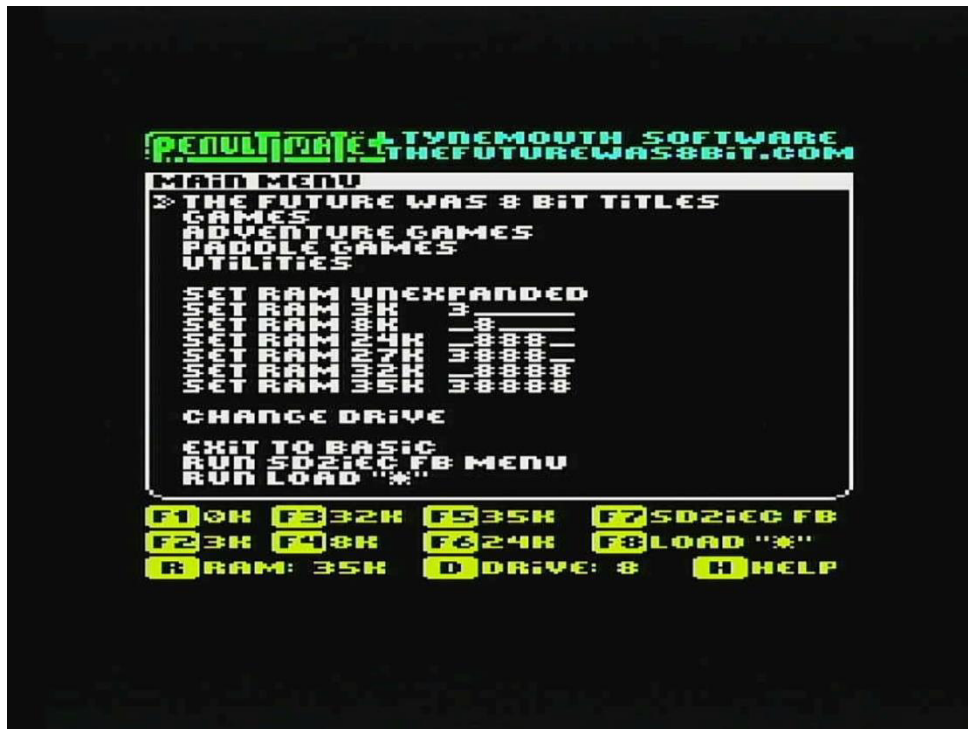 PENULTIMATE+ TYNEMOUTH SOFTWARE
THEFUTUREWAS8BIT.COM
MAIN MENU
THE FUTURE WAS 8 BIT TITLES
GAMES
ADVENTURE GAMES
PADDLE GAMES
UTILITIES
SET RAM UNEXPANDED
SET RAM 3K 3_____
SET RAM 8K _8____
SET RAM 24K _888_
SET RAM 27K 3888_
SET RAM 32K _8888
SET RAM 35K 38888
CHANGE DRIVE
EXIT TO BASIC
RUN SD2IEC FB MENU
RUN LOAD "*"
F1 0K F3 32K F5 35K F7 SD2IEC FB
F2 3K F4 8K F6 24K F8 LOAD "*"
R RAM: 35K D DRIVE: 8 H HELP